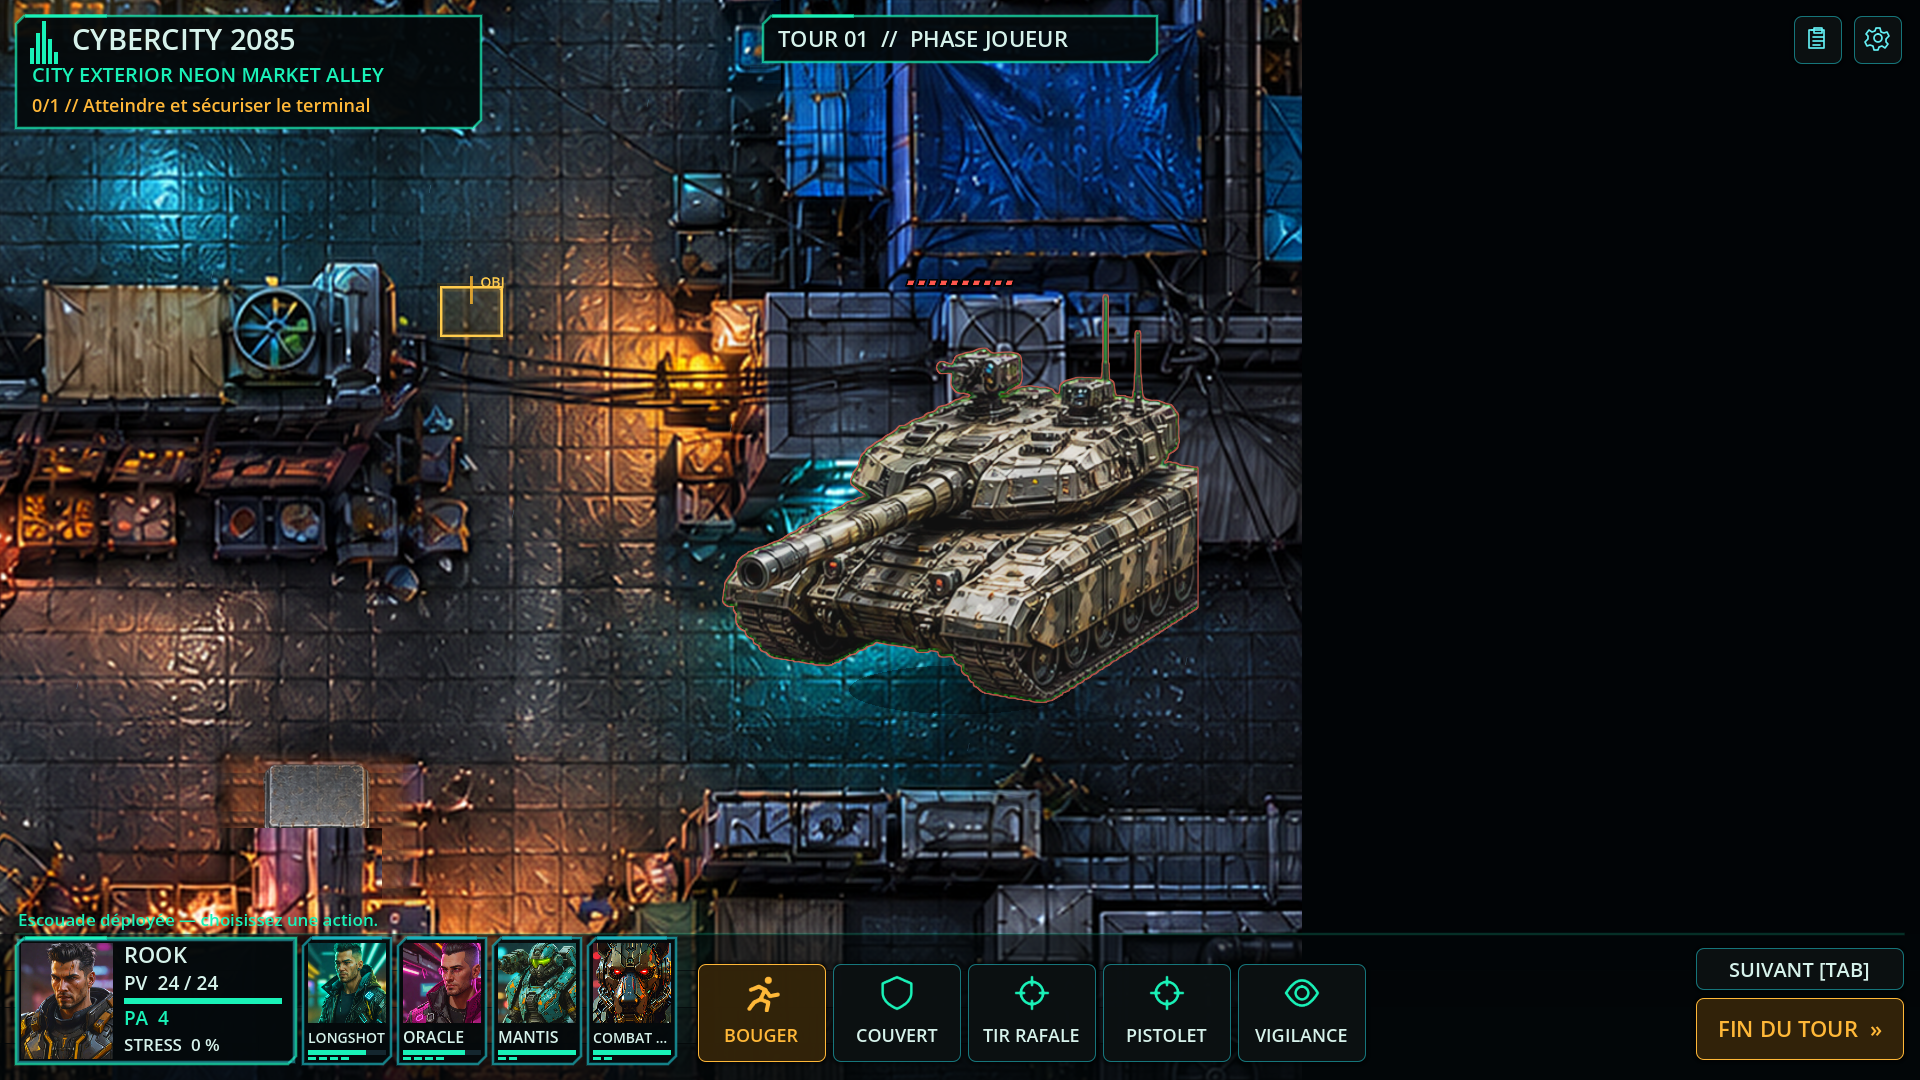 CYBERCITY 2085
CITY EXTERIOR NEON MARKET ALLEY
0/1 // Atteindre et sécuriser le terminal
TOUR 01 // PHASE JOUEUR
OBJ
Escouade déployée — choisissez une action.
ROOK
PV 24 / 24
PA 4
STRESS 0 %
LONGSHOT
ORACLE
MANTIS
COMBAT ...
BOUGER
COUVERT
TIR RAFALE
PISTOLET
VIGILANCE
SUIVANT [TAB]
FIN DU TOUR »